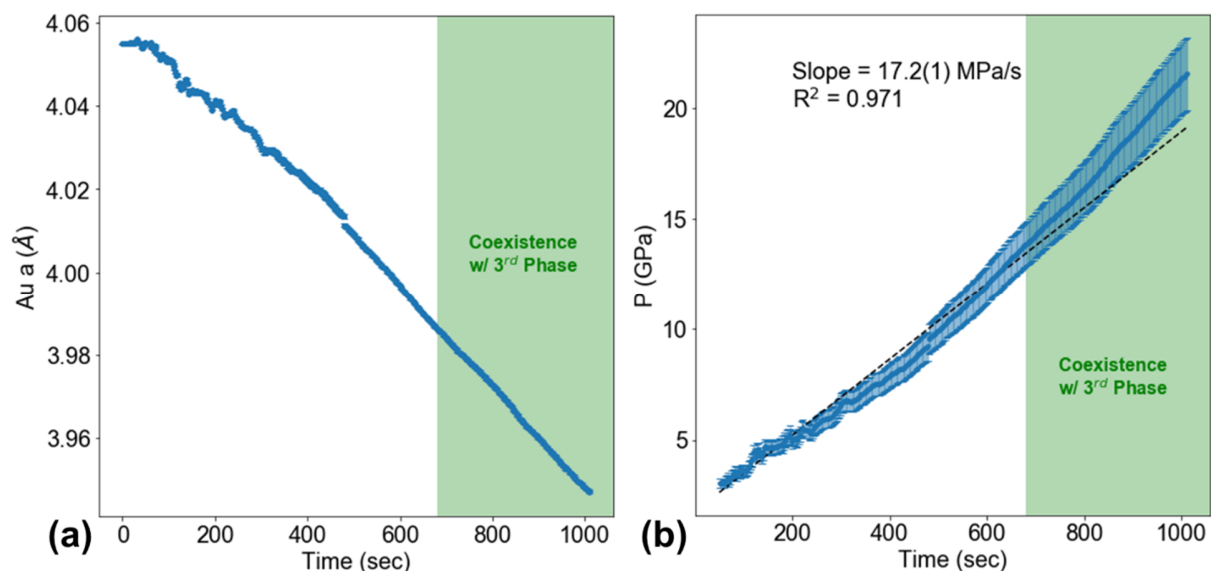 4.06
4.04
4.02
4.00
3.98
3.96
Au a (Å)
0
200
400
600
800
1000
Time (sec)
Coexistence
w/ 3rd Phase
(a)
20
15
10
5
P (GPa)
200
400
600
800
1000
Time (sec)
Slope = 17.2(1) MPa/s
R² = 0.971
Coexistence
w/ 3rd Phase
(b)